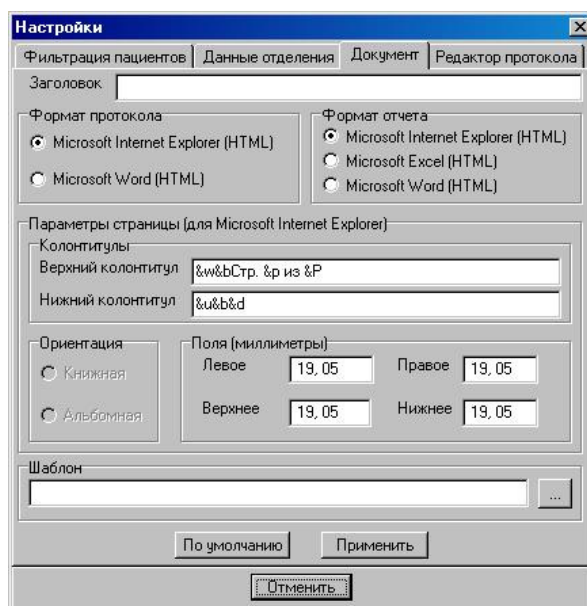 Настройки
Фильтрация пациентов Данные отделения Документ Редактор протокола
Заголовок
Формат протокола Формат отчета
Microsoft Internet Explorer (HTML) Microsoft Internet Explorer (HTML)
Microsoft Excel (HTML)
Microsoft Word (HTML) Microsoft Word (HTML)
Параметры страницы (для Microsoft Internet Explorer)
Колонтитулы
Верхний колонтитул &w&bСтр. &p из &P
Нижний колонтитул &u&b&d
Ориентация Поля (миллиметры)
Книжная Левое 19, 05 Правое 19, 05
Альбомная Верхнее 19, 05 Нижнее 19, 05
Шаблон
...
По умолчанию Применить
Отменить